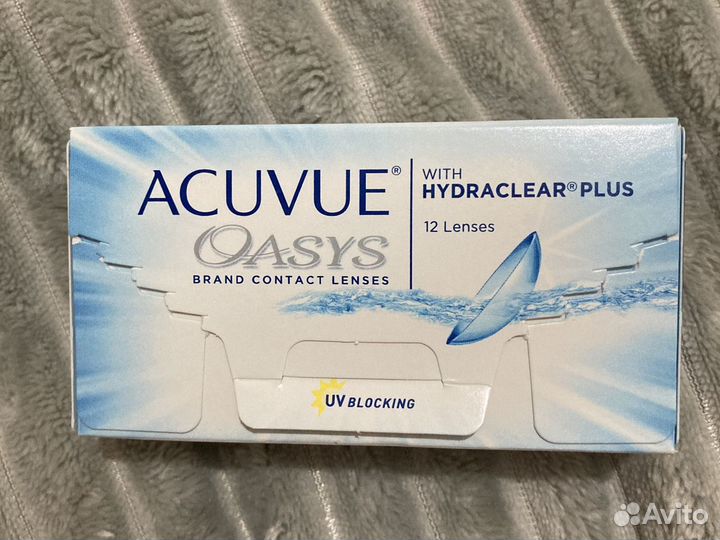 ACUVUE®
OASYS
BRAND CONTACT LENSES
WITH
HYDRACLEAR® PLUS
12 Lenses
UV BLOCKING
Avito